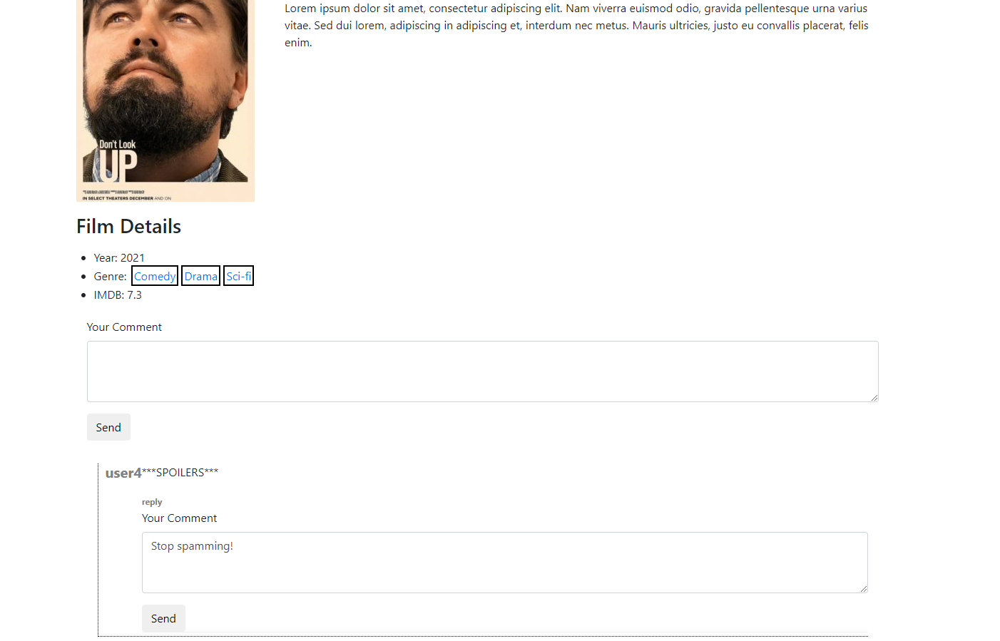 Lorem ipsum dolor sit amet, consectetur adipiscing elit. Nam viverra euismod odio, gravida pellentesque urna varius
vitae. Sed dui lorem, adipiscing in adipiscing et, interdum nec metus. Mauris ultricies, justo eu convallis placerat, felis
enim.
Don't Look
UP
IN SELECT THEATERS DECEMBER AND ON
Film Details
Year: 2021
Genre: Comedy Drama Sci-fi
IMDB: 7.3
Your Comment
Send
user4***SPOILERS***
reply
Your Comment
Stop spamming!
Send